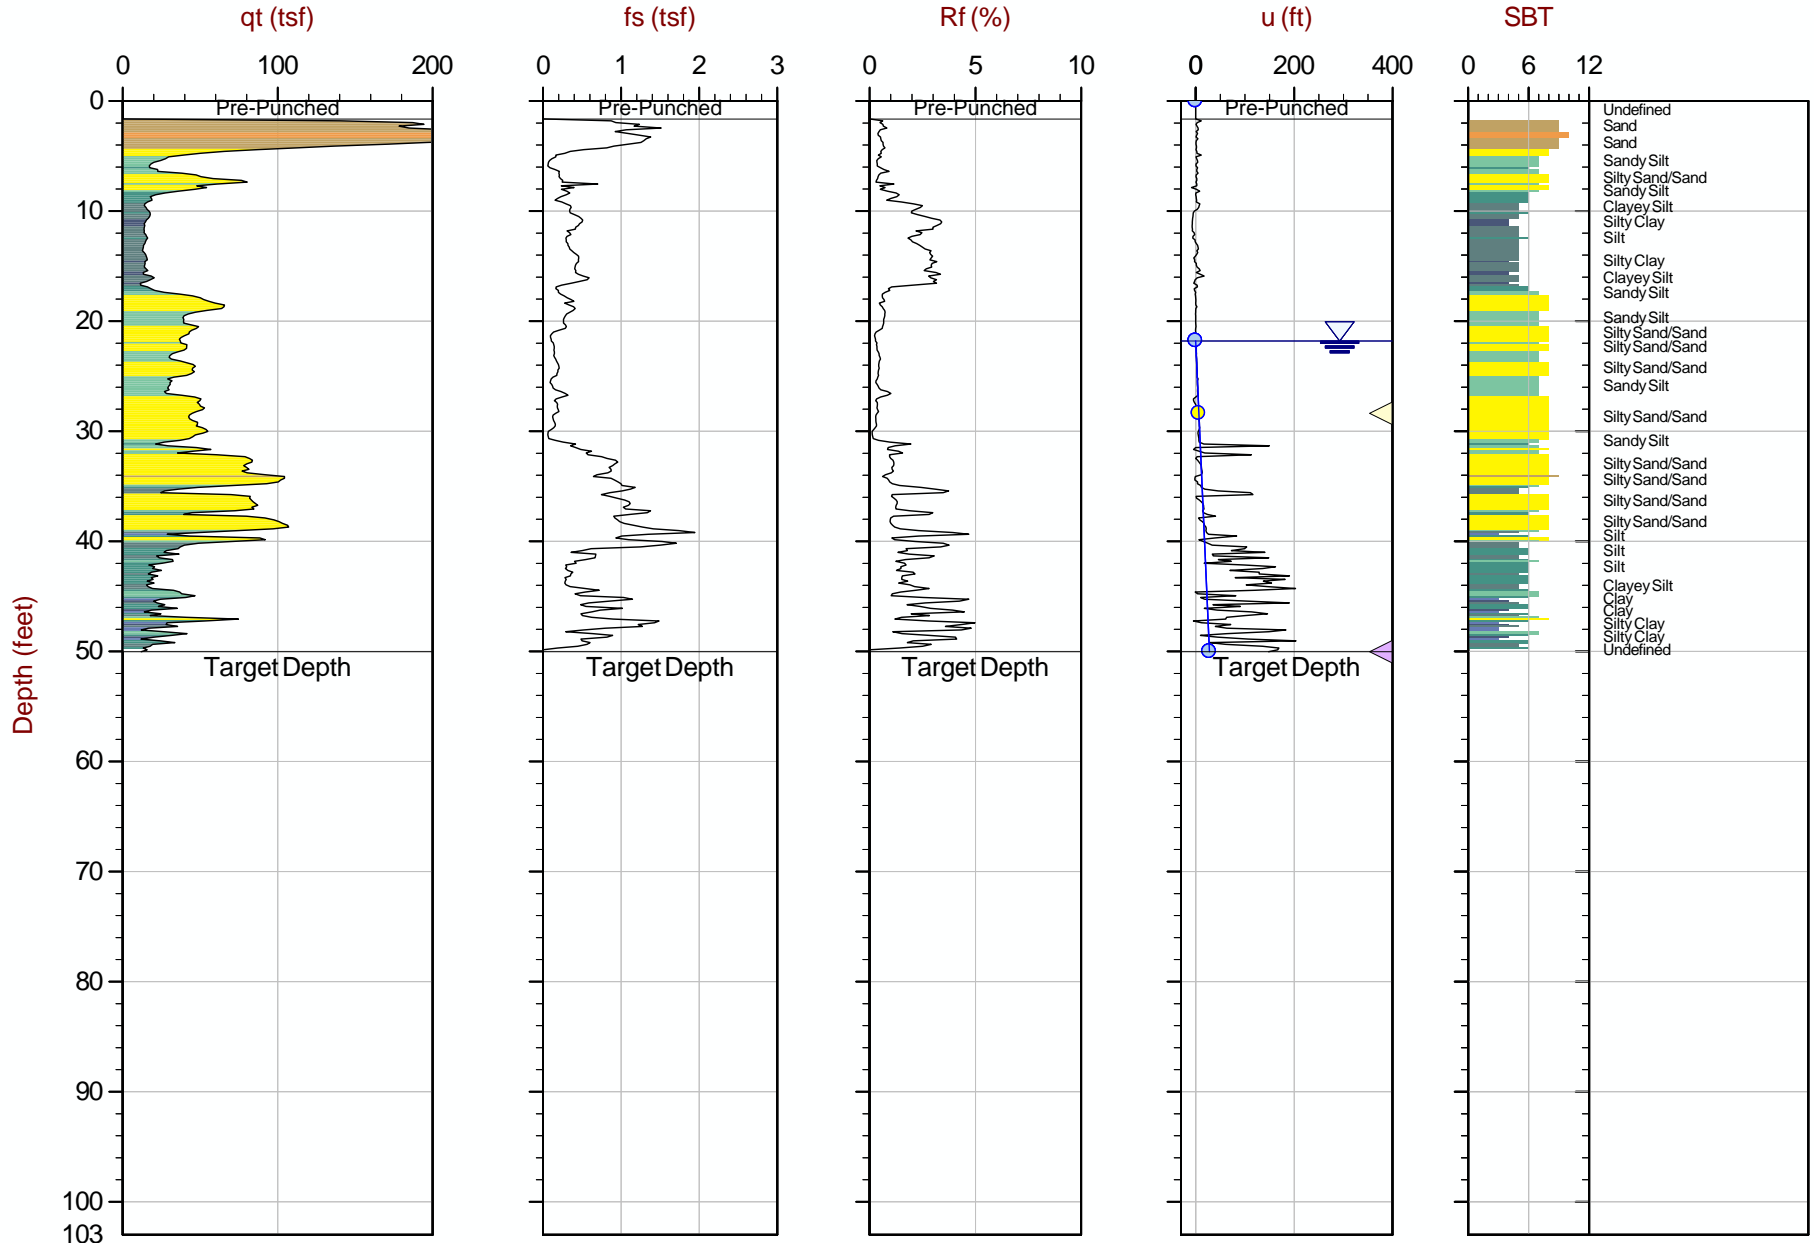 qt (tsf)
fs (tsf)
Rf (%)
u (ft)
SBT
0 100 200
0 1 2 3
0 5 10
0 200 400
0 6 12
0
10
20
30
40
50
60
70
80
90
100
103
Depth (feet)
Pre-Punched
Pre-Punched
Pre-Punched
Pre-Punched
Target Depth
Target Depth
Target Depth
Target Depth
Undefined
Sand
Sand
Sandy Silt
Silty Sand/Sand
Sandy Silt
Clayey Silt
Silty Clay
Silt
Silty Clay
Clayey Silt
Sandy Silt
Sandy Silt
Silty Sand/Sand
Silty Sand/Sand
Silty Sand/Sand
Sandy Silt
Silty Sand/Sand
Sandy Silt
Silty Sand/Sand
Silty Sand/Sand
Silty Sand/Sand
Silty Sand/Sand
Silt
Silt
Silt
Clayey Silt
Clay
Clay
Silty Clay
Silty Clay
Undefined